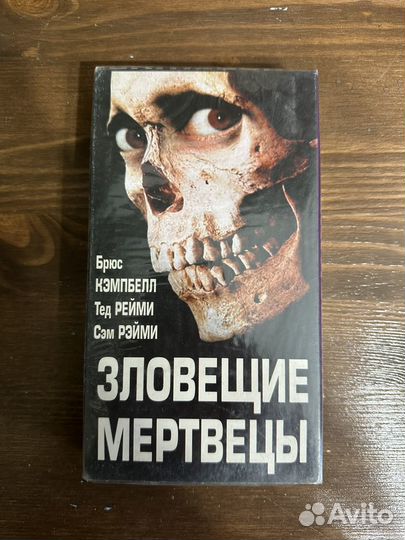 Брюс
КЭМПБЕЛЛ
Тед РЕЙМИ
Сэм РЭЙМИ
ЗЛОВЕЩИЕ
МЕРТВЕЦЫ
Avito